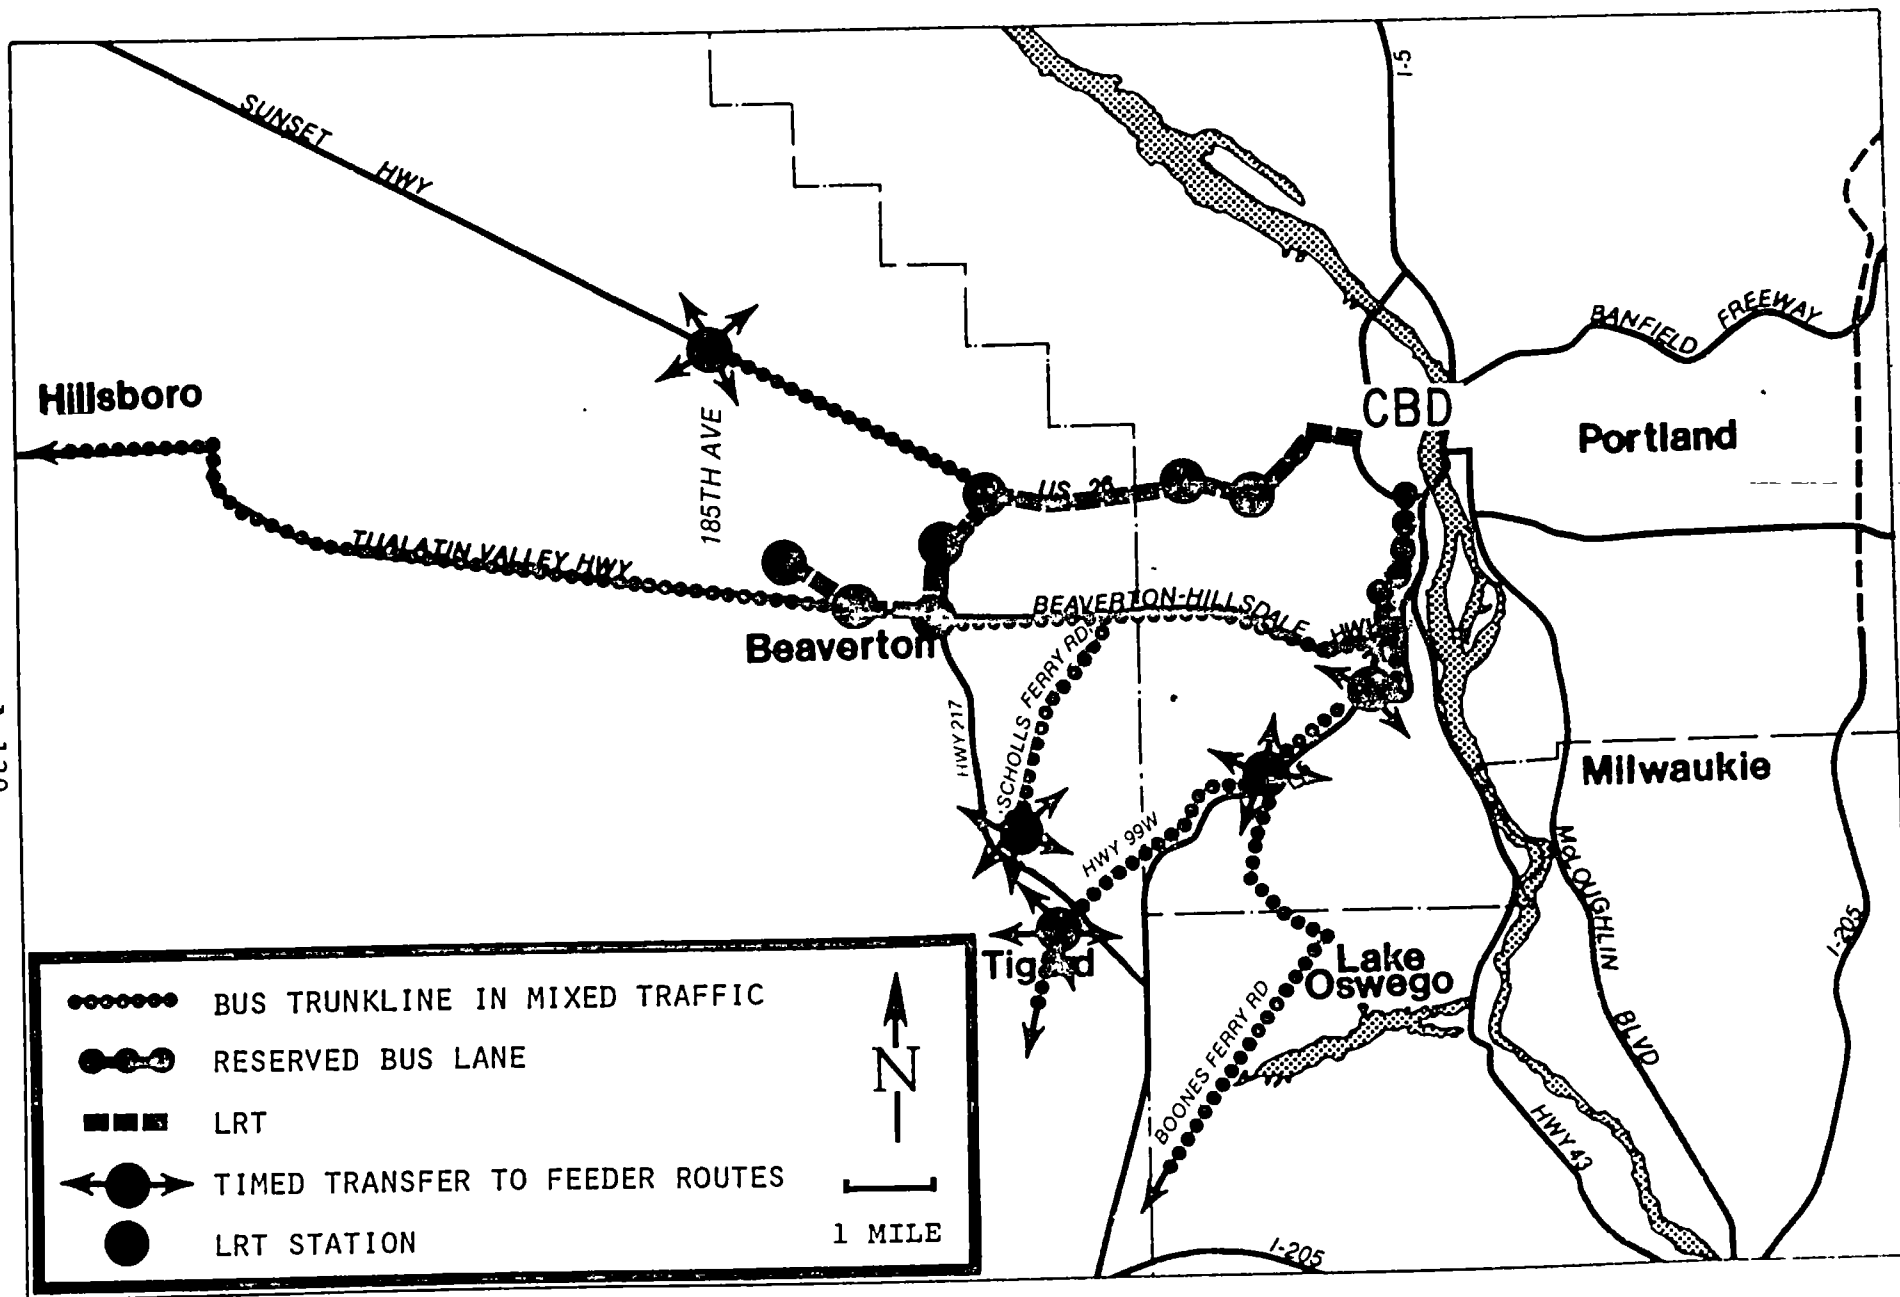 I-5
SUNSET HWY
BANFIELD FREEWAY
Hillsboro
CBD
185TH AVE
Portland
US 26
TUALATIN VALLEY HWY
BEAVERTON-HILLSDALE HWY
Beaverton
SCHOLLS FERRY RD.
HWY 217
Milwaukie
HWY 99W
I-5
McLOUGHLIN BLVD
I-205
Tigard
Lake
Oswego
BOONES FERRY RD
HWY 43
I-205
BUS TRUNKLINE IN MIXED TRAFFIC
RESERVED BUS LANE
LRT
TIMED TRANSFER TO FEEDER ROUTES
LRT STATION
N
1 MILE